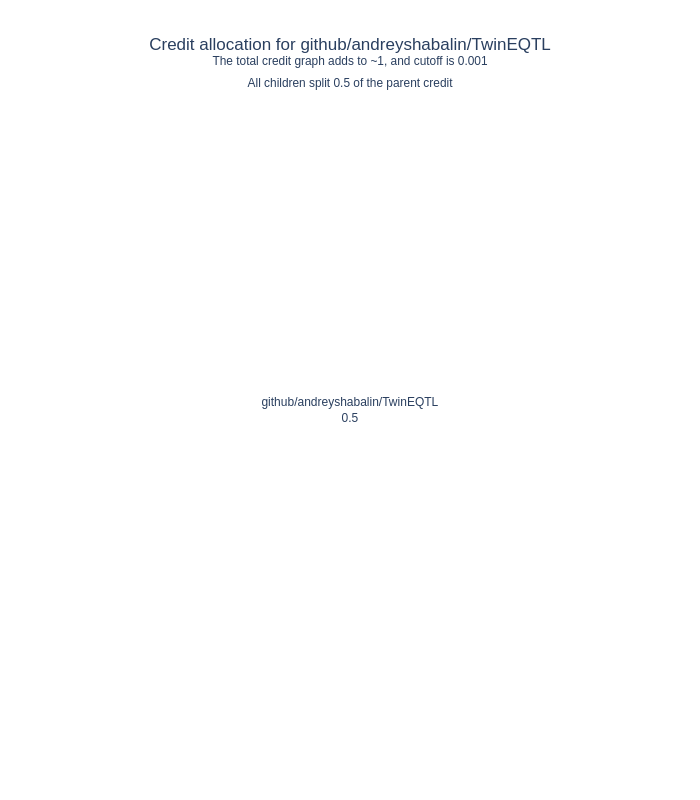 Credit allocation for github/andreyshabalin/TwinEQTL
The total credit graph adds to ~1, and cutoff is 0.001
All children split 0.5 of the parent credit
github/andreyshabalin/TwinEQTL
0.5